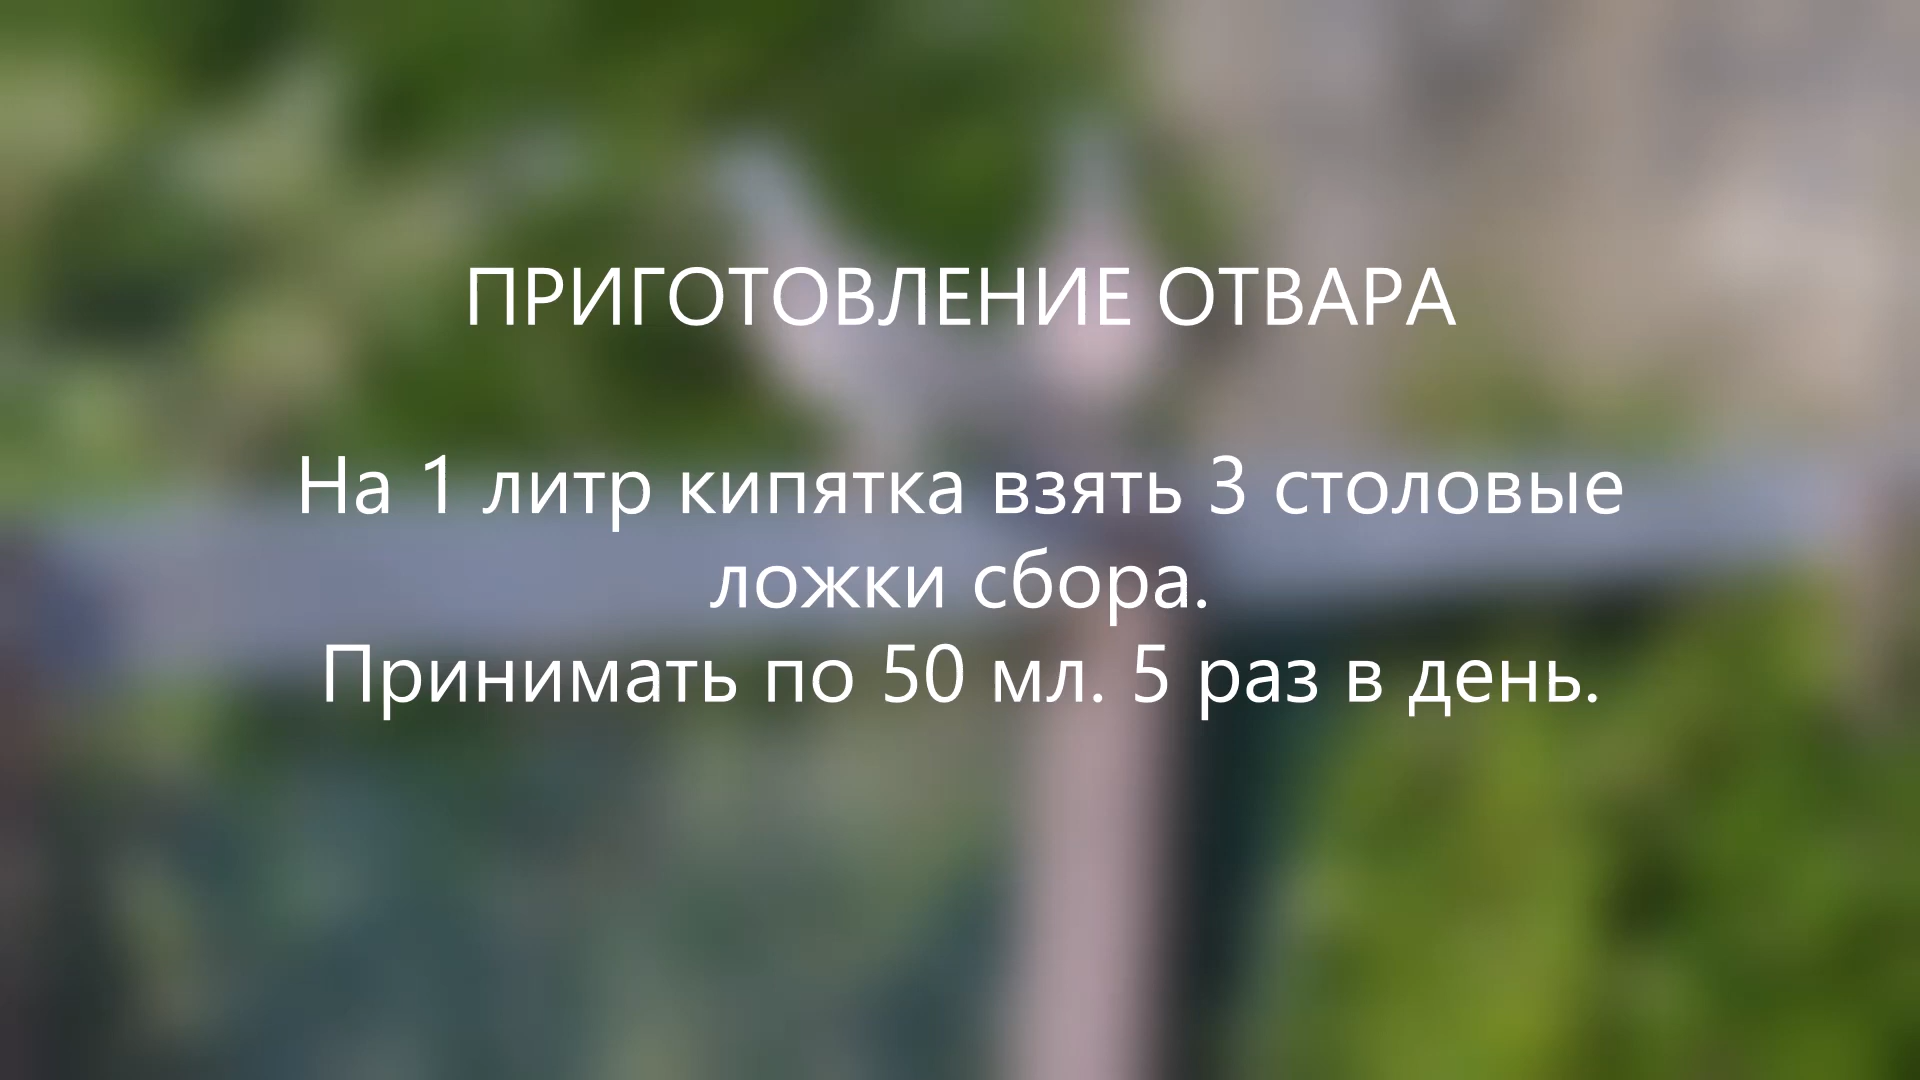 ПРИГОТОВЛЕНИЕ ОТВАРА
На 1 литр кипятка взять 3 столовые
ложки сбора.
Принимать по 50 мл. 5 раз в день.